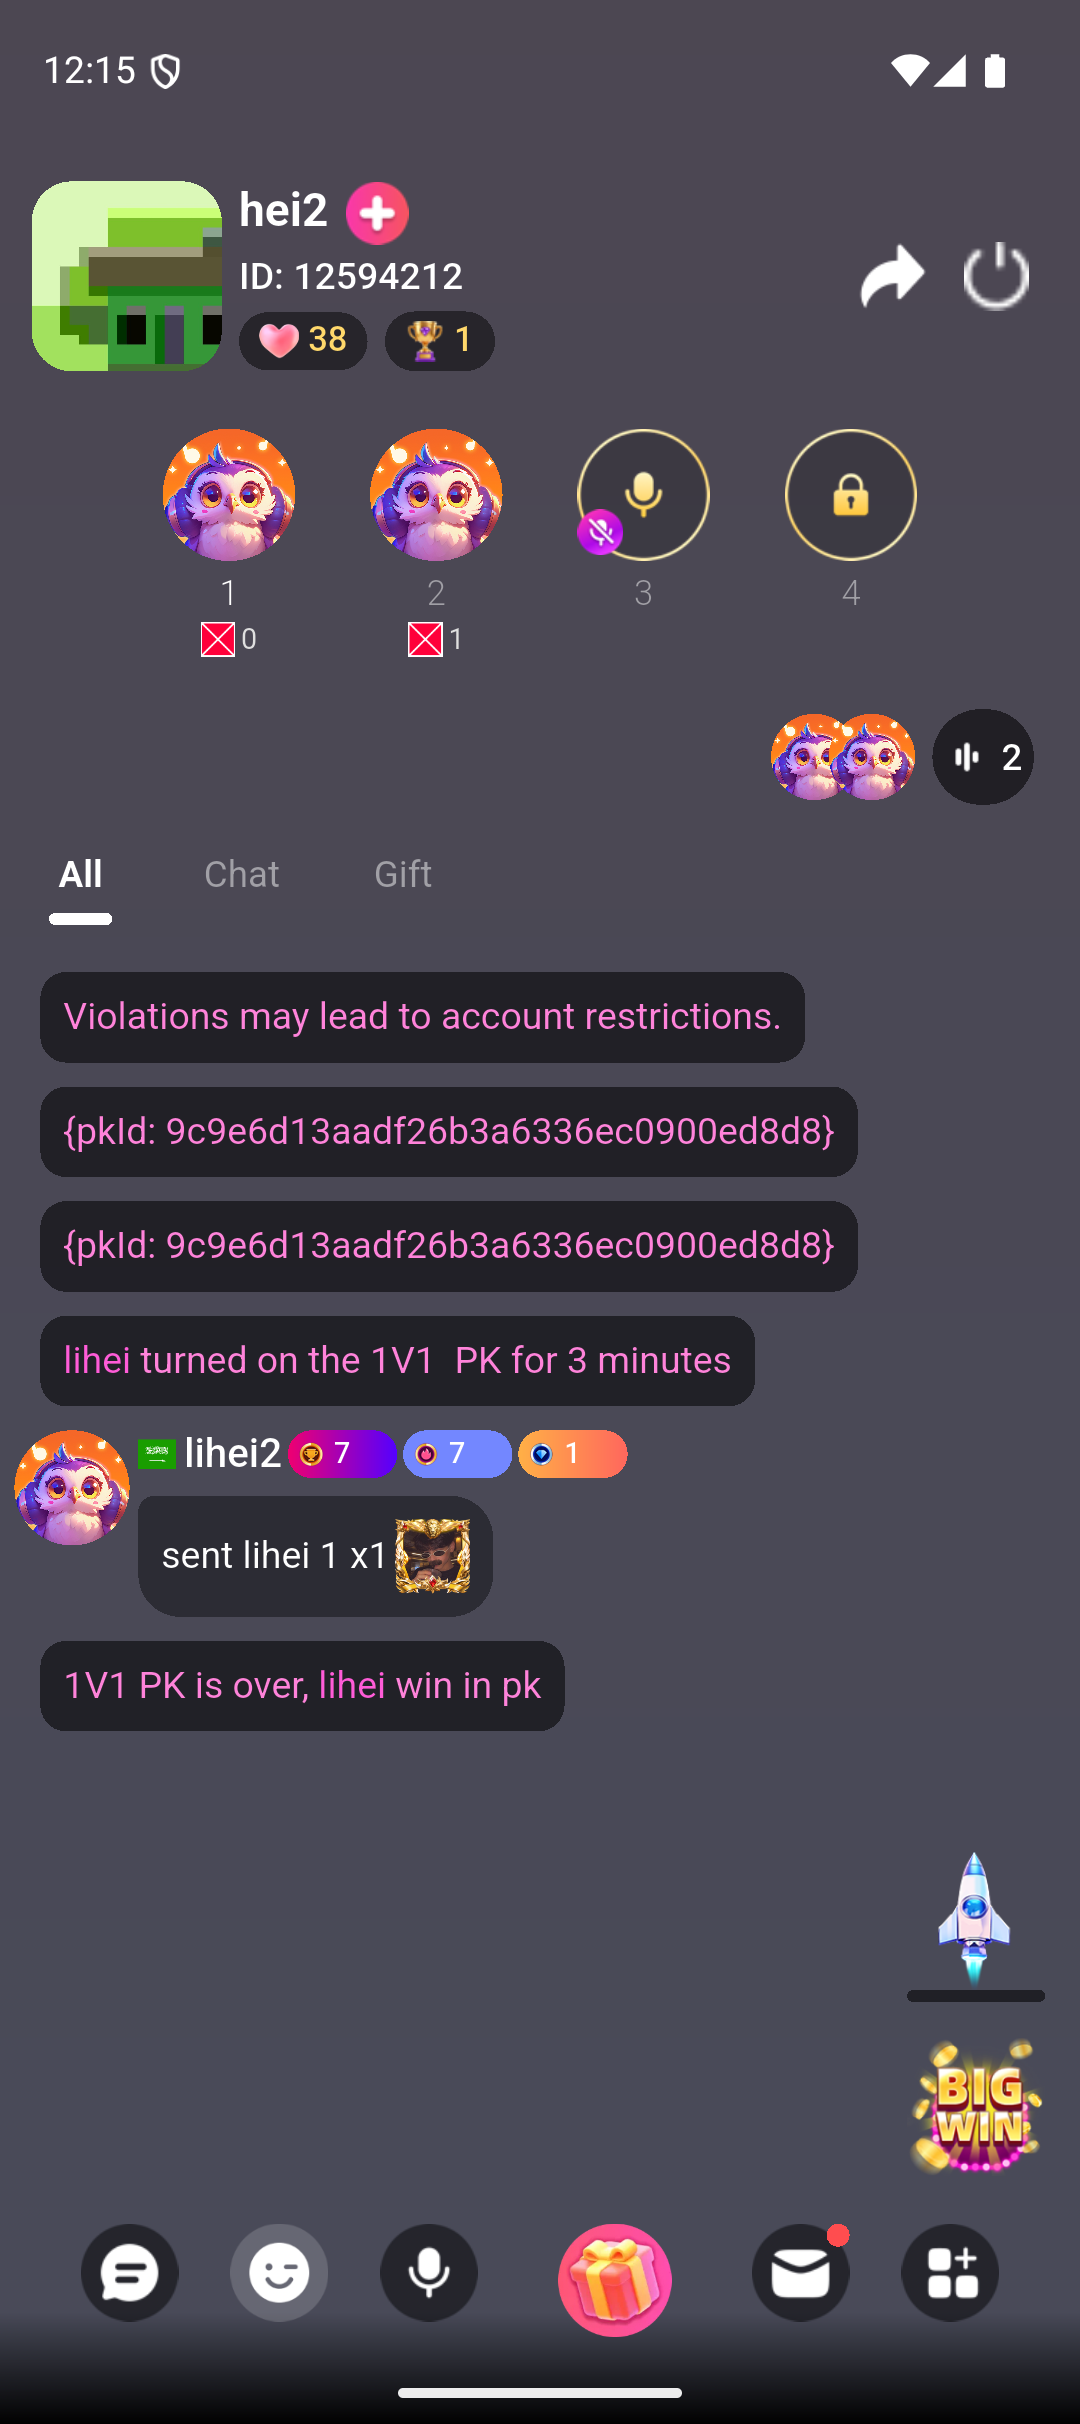 12:15
hei2
ID: 12594212
38
1
1
2
3
4
0
1
2
All
Chat
Gift
Violations may lead to account restrictions.
{pkId: 9c9e6d13aadf26b3a6336ec0900ed8d8}
{pkId: 9c9e6d13aadf26b3a6336ec0900ed8d8}
lihei turned on the 1V1 PK for 3 minutes
lihei2 7 7 1
sent lihei 1 x1
1V1 PK is over, lihei win in pk
BIG
WIN